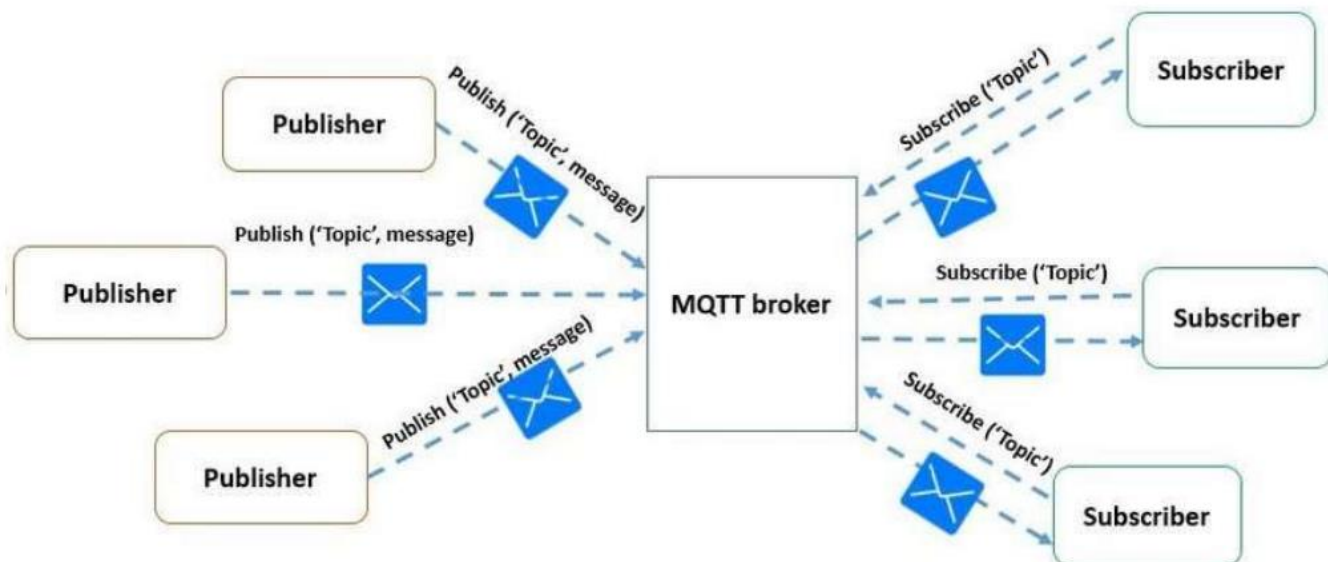 Publisher
Publish (‘Topic’, message)
Publish (‘Topic’, message)
Publisher
Publish (‘Topic’, message)
Publisher
MQTT broker
Subscribe (‘Topic’)
Subscriber
Subscribe (‘Topic’)
Subscriber
Subscribe (‘Topic’)
Subscriber